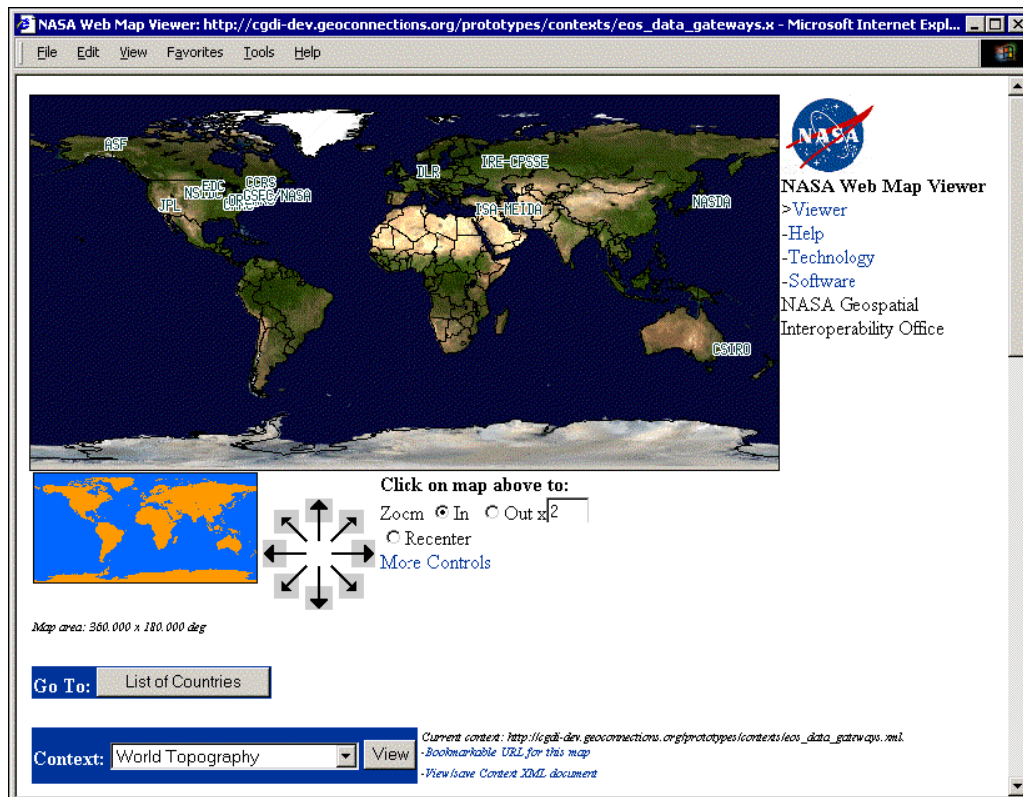 NASA Web Map Viewer: http://cgdi-dev.geoconnections.org/prototypes/contexts/eos_data_gateways.x - Microsoft Internet Expl...
File Edit View Favorites Tools Help
ASF
IRE-CPSSE
DLR
CCRS
EDC
NSIDC
GSFC/NASA
JPL
NASDA
ISA-MEIDA
CSIRO
NASA
NASA Web Map Viewer
>Viewer
-Help
-Technology
-Software
NASA Geospatial
Interoperability Office
Click on map above to:
Zoom In Out x 2
Recenter
More Controls
Map area: 360.000 x 180.000 deg
Go To: List of Countries
Context: World Topography View
Current context: http://cgdi-dev.geoconnections.org/prototypes/contexts/eos_data_gateways.xml.
-Bookmarkable URL for this map
-View/save Context XML document